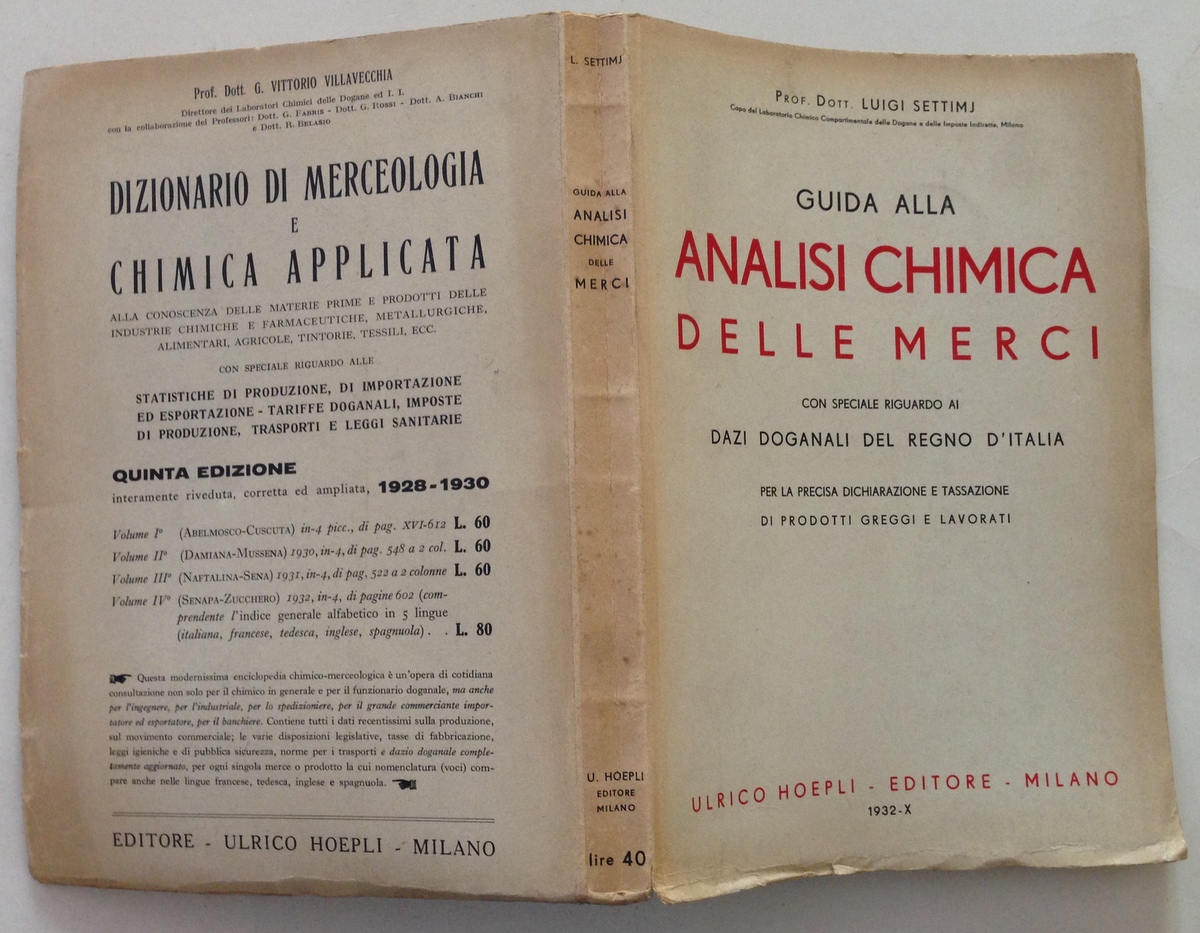 Prof. Dott. G. VITTORIO VILLAVECCHIA
Direttore dei Laboratori Chimici delle Dogane ed I. I.
con la collaborazione dei Professori: Dott. G. FABRIS - Dott. G. ROSSI - Dott. A. BIANCHI
e Dott. R. BELASIO
DIZIONARIO DI MERCEOLOGIA
E
CHIMICA APPLICATA
ALLA CONOSCENZA DELLE MATERIE PRIME E PRODOTTI DELLE
INDUSTRIE CHIMICHE E FARMACEUTICHE, METALLURGICHE,
ALIMENTARI, AGRICOLE, TINTORIE, TESSILI, ECC.
CON SPECIALE RIGUARDO ALLE
STATISTICHE DI PRODUZIONE, DI IMPORTAZIONE
ED ESPORTAZIONE - TARIFFE DOGANALI, IMPOSTE
DI PRODUZIONE, TRASPORTI E LEGGI SANITARIE
QUINTA EDIZIONE
interamente riveduta, corretta ed ampliata, 1928-1930
Volume I° (ABELMOSCO-CUSCUTA) in-4 picc., di pag. XVI-612 L. 60
Volume II° (DAMIANA-MUSSENA) 1930, in-4, di pag. 548 a 2 col. L. 60
Volume III° (NAFTALINA-SENA) 1931, in-4, di pag, 522 a 2 colonne L. 60
Volume IV° (SENAPA-ZUCCHERO) 1932, in-4, di pagine 602 (com-
prendente l'indice generale alfabetico in 5 lingue
(italiana, francese, tedesca, inglese, spagnuola) . . L. 80
Questa modernissima enciclopedia chimico-merceologica è un'opera di cotidiana
consultazione non solo per il chimico in generale e per il funzionario doganale, ma anche
per l'ingegnere, per l'industriale, per lo spedizioniere, per il grande commerciante impor-
tatore ed esportatore, per il banchiere. Contiene tutti i dati recentissimi sulla produzione,
sul movimento commerciale; le varie disposizioni legislative, tasse di fabbricazione,
leggi igieniche e di pubblica sicurezza, norme per i trasporti e dazio doganale comple-
tamente aggiornato, per ogni singola merce o prodotto la cui nomenclatura (voci) com-
pare anche nelle lingue francese, tedesca, inglese e spagnuola.
EDITORE - ULRICO HOEPLI - MILANO
L. SETTIMJ
GUIDA ALLA
ANALISI
CHIMICA
DELLE
MERCI
U. HOEPLI
EDITORE
MILANO
lire 40
PROF. DOTT. LUIGI SETTIMJ
Capo del Laboratorio Chimico Compartimentale delle Dogane e delle Imposte Indirette, Milano
GUIDA ALLA
ANALISI CHIMICA
DELLE MERCI
CON SPECIALE RIGUARDO AI
DAZI DOGANALI DEL REGNO D'ITALIA
PER LA PRECISA DICHIARAZIONE E TASSAZIONE
DI PRODOTTI GREGGI E LAVORATI
ULRICO HOEPLI - EDITORE - MILANO
1932-X